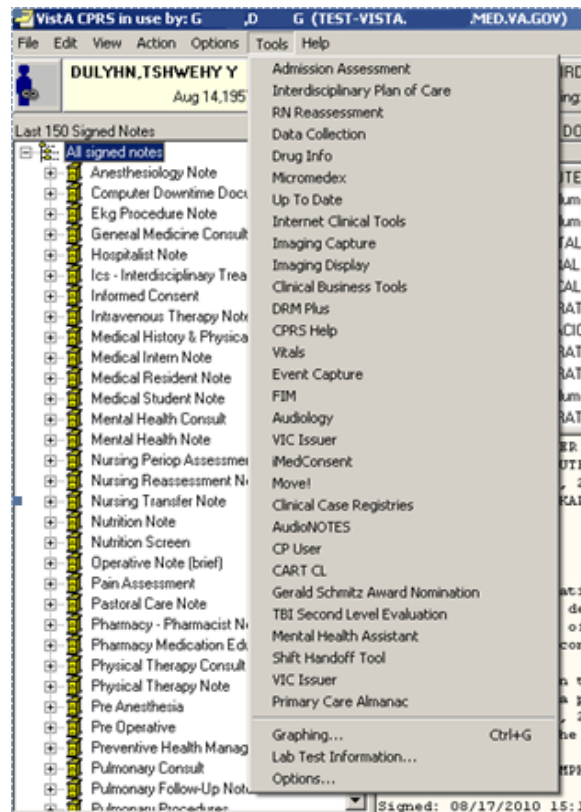 VistA CPRS in use by: G ,D G (TEST-VISTA. .MED.VA.GOV)
File Edit View Action Options Tools Help
DULYHN,TSHWEHY Y
Aug 14,195
Last 150 Signed Notes
All signed notes
Anesthesiology Note
Computer Downtime Docu
Ekg Procedure Note
General Medicine Consult
Hospitalist Note
Ics - Interdisciplinary Trea
Informed Consent
Intravenous Therapy Note
Medical History & Physica
Medical Intern Note
Medical Resident Note
Medical Student Note
Mental Health Consult
Mental Health Note
Nursing Periop Assessmen
Nursing Reassessment N
Nursing Transfer Note
Nutrition Note
Nutrition Screen
Operative Note (brief)
Pain Assessment
Pastoral Care Note
Pharmacy - Pharmacist N
Pharmacy Medication Edu
Physical Therapy Consult
Physical Therapy Note
Pre Anesthesia
Pre Operative
Preventive Health Manag
Pulmonary Consult
Pulmonary Follow-Up Note
Pulmonary Procedures
Admission Assessment
Interdisciplinary Plan of Care
RN Reassessment
Data Collection
Drug Info
Micromedex
Up To Date
Internet Clinical Tools
Imaging Capture
Imaging Display
Clinical Business Tools
DRM Plus
CPRS Help
Vitals
Event Capture
FIM
Audiology
VIC Issuer
iMedConsent
Move!
Clinical Case Registries
AudioNOTES
CP User
CART CL
Gerald Schmitz Award Nomination
TBI Second Level Evaluation
Mental Health Assistant
Shift Handoff Tool
VIC Issuer
Primary Care Almanac
Graphing... Ctrl+G
Lab Test Information...
Options...
Signed: 08/17/2010 15:1